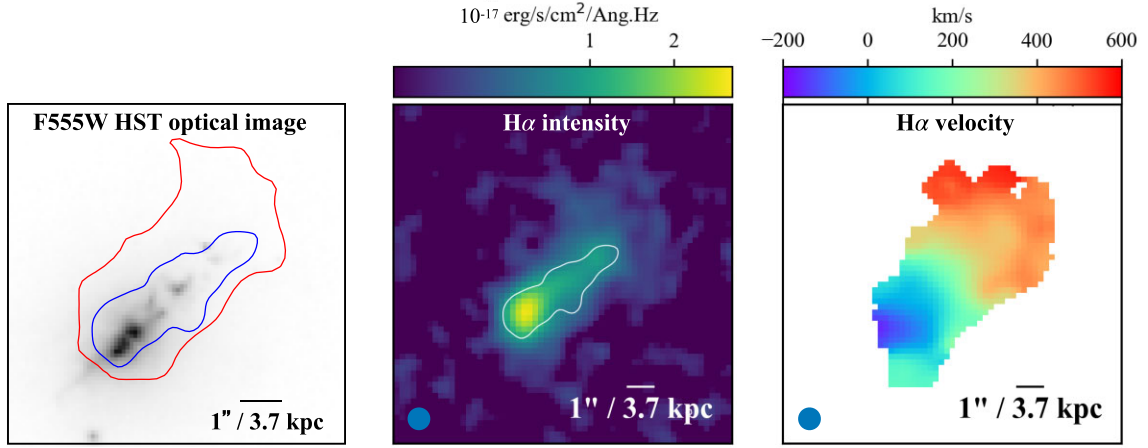 10⁻¹⁷ erg/s/cm²/Ang.Hz
1 2
km/s
−200 0 200 400 600
F555W HST optical image
1″ / 3.7 kpc
Hα intensity
1" / 3.7 kpc
Hα velocity
1" / 3.7 kpc